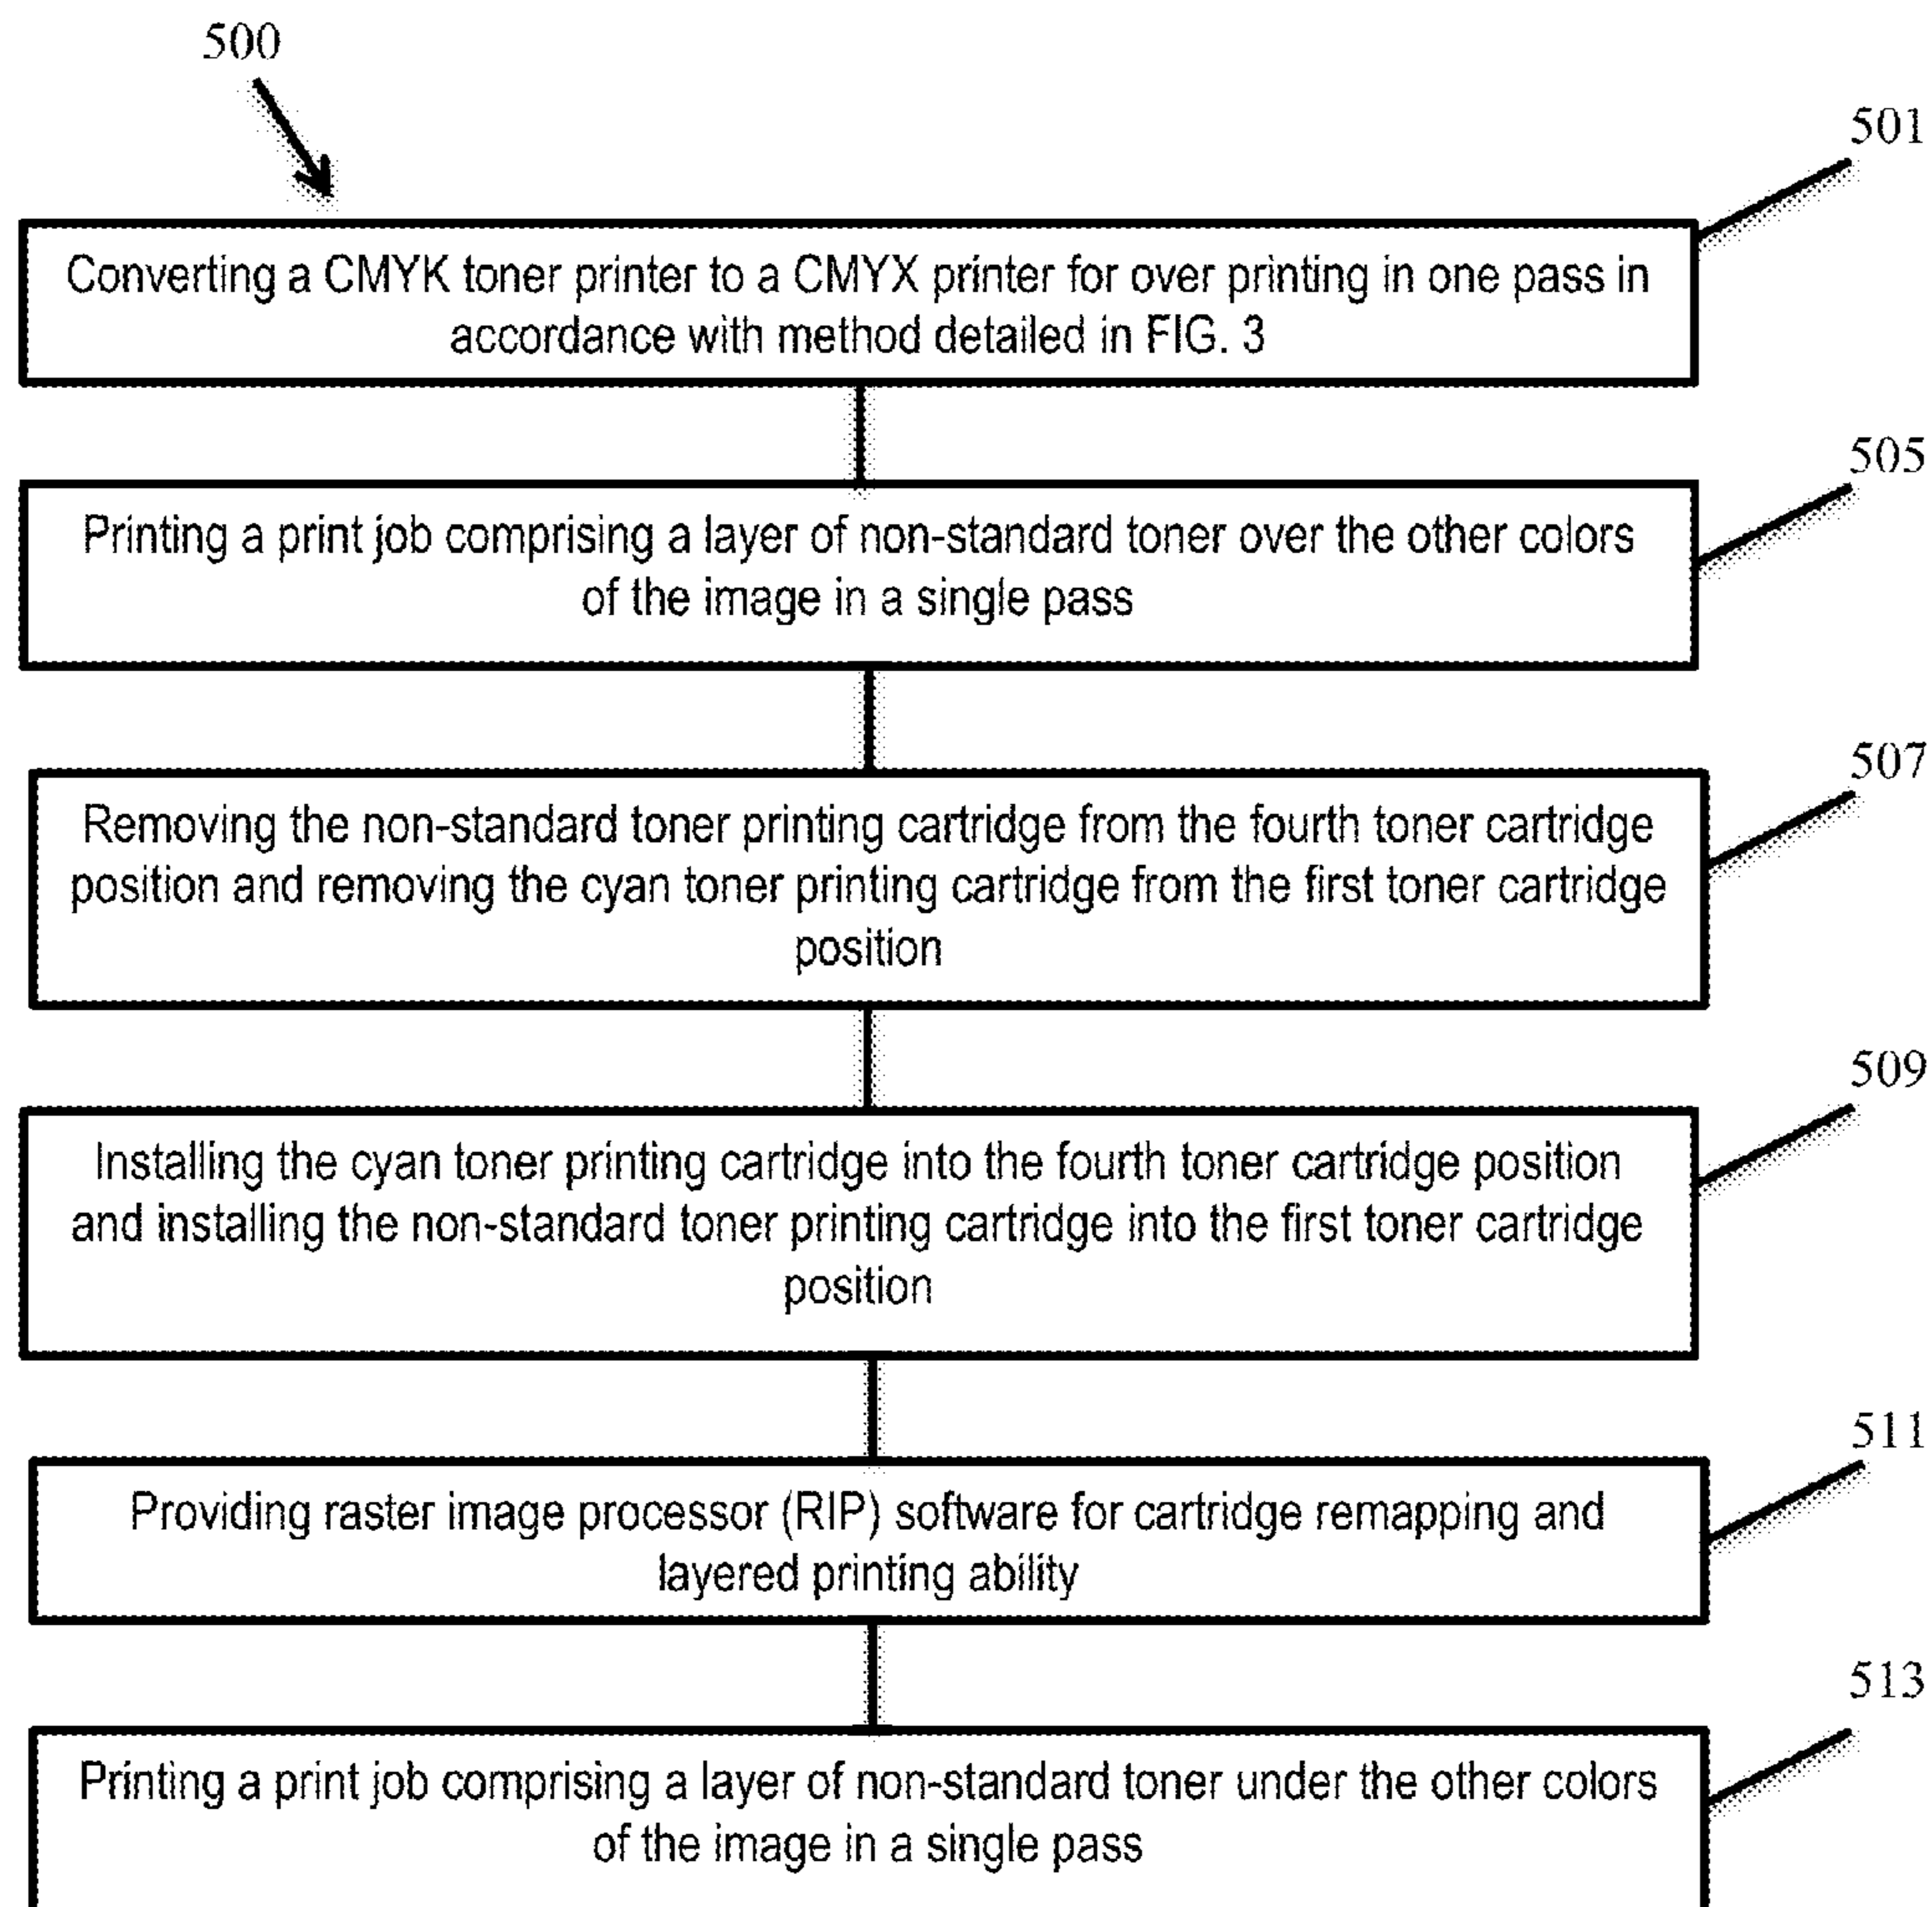 500
501
Converting a CMYK toner printer to a CMYX printer for over printing in one pass in
accordance with method detailed in FIG. 3
505
Printing a print job comprising a layer of non-standard toner over the other colors
of the image in a single pass
507
Removing the non-standard toner printing cartridge from the fourth toner cartridge
position and removing the cyan toner printing cartridge from the first toner cartridge
position
509
Installing the cyan toner printing cartridge into the fourth toner cartridge position
and installing the non-standard toner printing cartridge into the first toner cartridge
position
511
Providing raster image processor (RIP) software for cartridge remapping and
layered printing ability
513
Printing a print job comprising a layer of non-standard toner under the other colors
of the image in a single pass